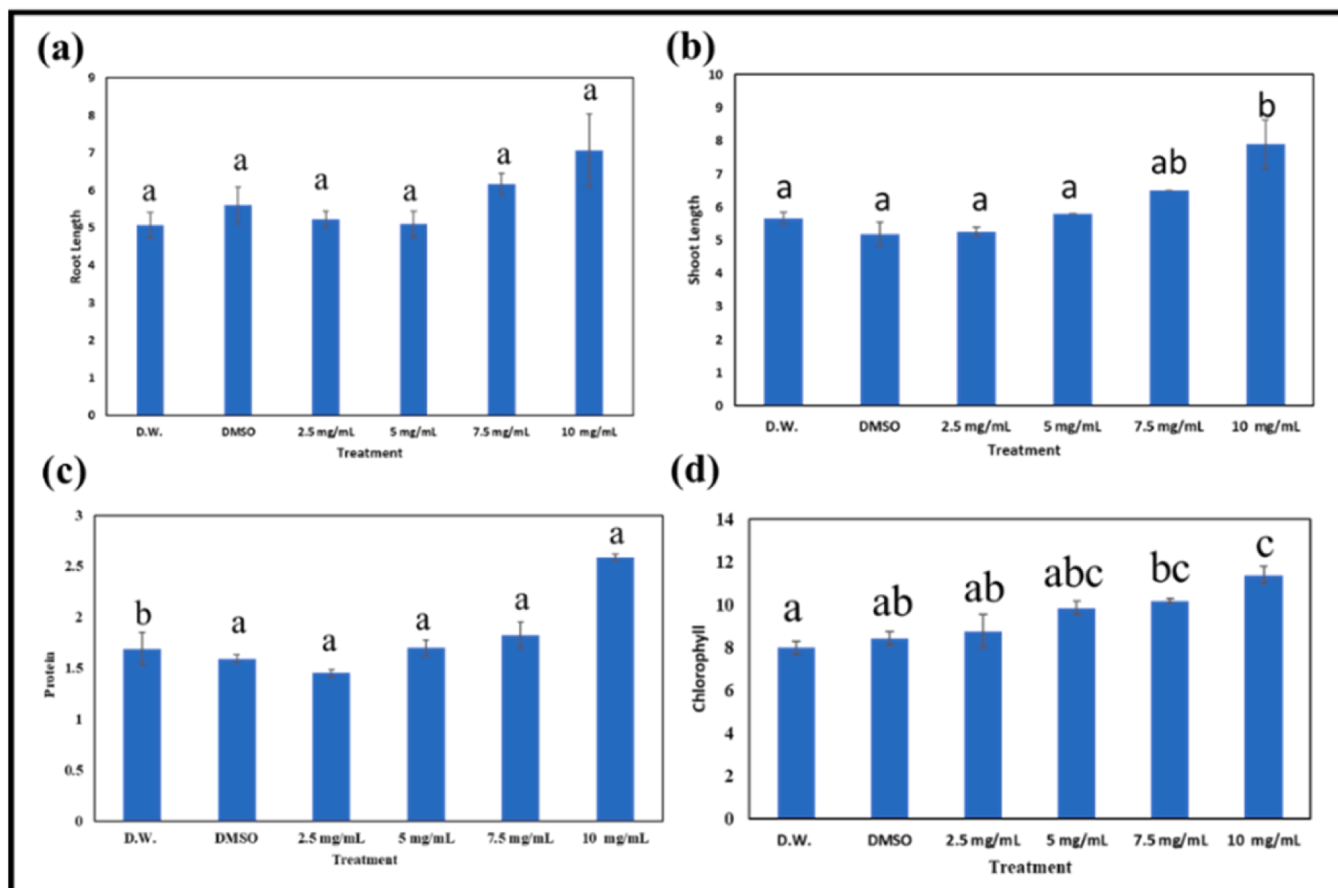 (a)
9
8
7
6
5
4
3
2
1
0
Root Length
a
a
a
a
a
a
D.W.
DMSO
2.5 mg/mL
5 mg/mL
7.5 mg/mL
10 mg/mL
Treatment
(b)
10
9
8
7
6
5
4
3
2
1
0
Shoot Length
a
a
a
a
ab
b
D.W.
DMSO
2.5 mg/mL
5 mg/mL
7.5 mg/mL
10 mg/mL
Treatment
(c)
3
2.5
2
1.5
1
0.5
0
Protein
b
a
a
a
a
a
D.W.
DMSO
2.5 mg/mL
5 mg/mL
7.5 mg/mL
10 mg/mL
Treatment
(d)
14
12
10
8
6
4
2
0
Chlorophyll
a
ab
ab
abc
bc
c
D.W.
DMSO
2.5 mg/mL
5 mg/mL
7.5 mg/mL
10 mg/mL
Treatment